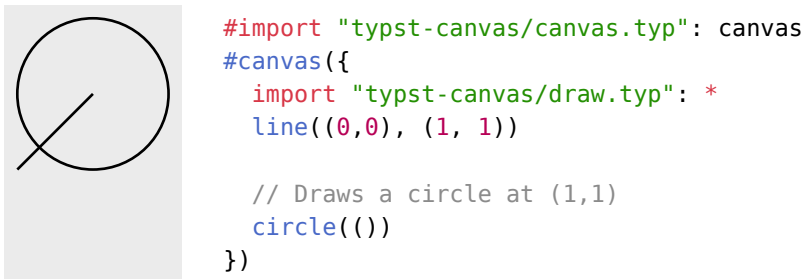 #import "typst-canvas/canvas.typ": canvas
#canvas({
  import "typst-canvas/draw.typ": *
  line((0,0), (1, 1))

  // Draws a circle at (1,1)
  circle(())
})